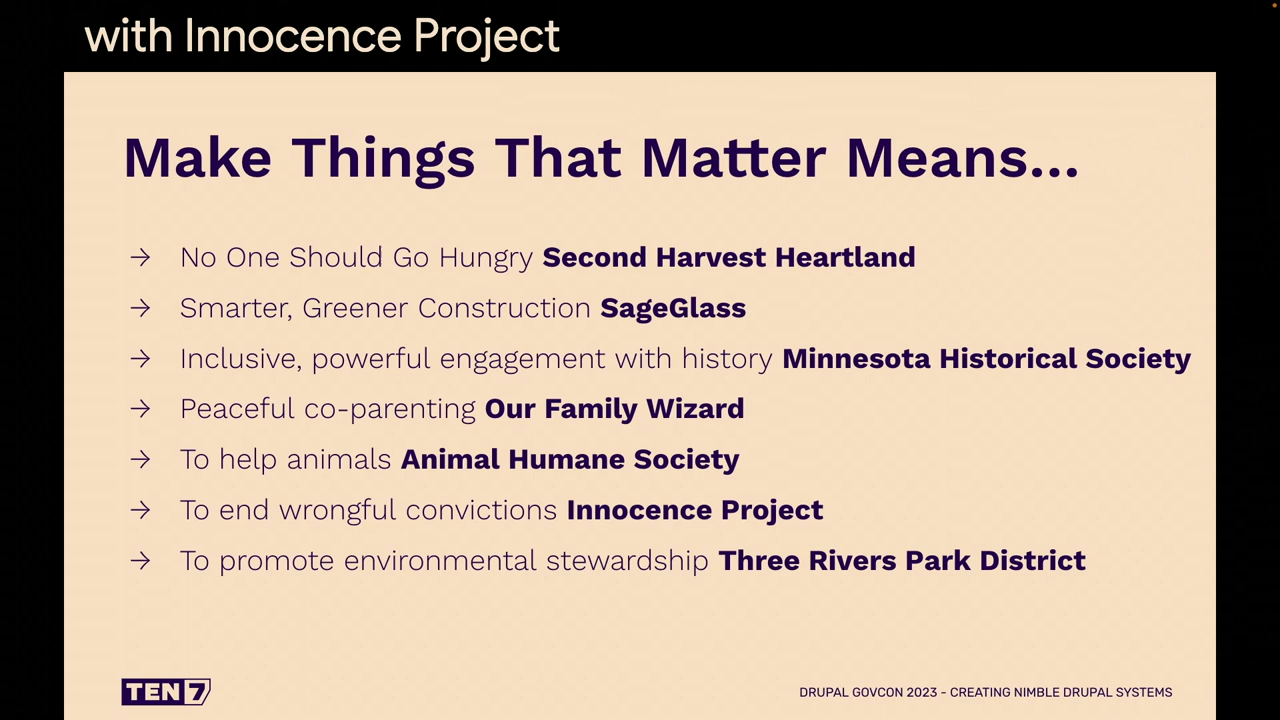 with Innocence Project
Make Things That Matter Means...
→ No One Should Go Hungry Second Harvest Heartland
→ Smarter, Greener Construction SageGlass
→ Inclusive, powerful engagement with history Minnesota Historical Society
→ Peaceful co-parenting Our Family Wizard
→ To help animals Animal Humane Society
→ To end wrongful convictions Innocence Project
→ To promote environmental stewardship Three Rivers Park District
TEN7
DRUPAL GOVCON 2023 - CREATING NIMBLE DRUPAL SYSTEMS